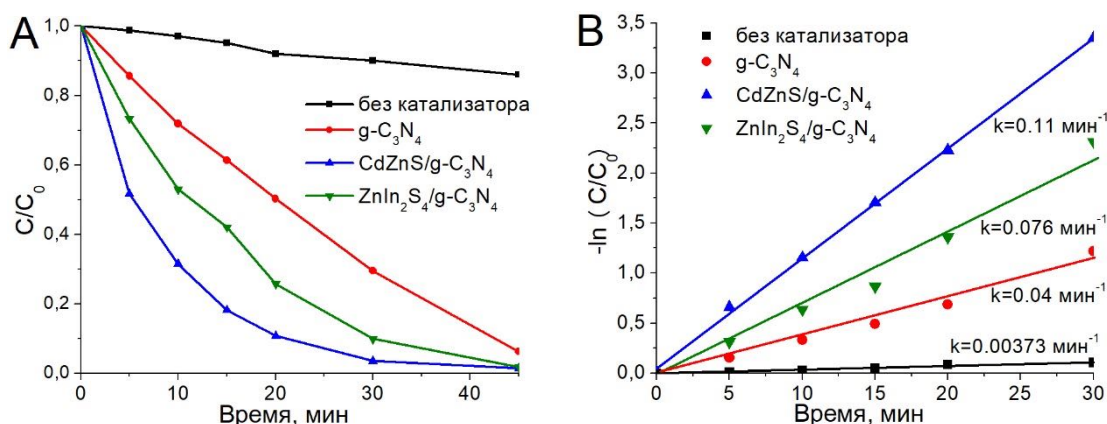 A
1,0
0,8
0,6
0,4
0,2
0,0
C/C₀
0
10
20
30
40
Время, мин
без катализатора
g-C₃N₄
CdZnS/g-C₃N₄
ZnIn₂S₄/g-C₃N₄
B
-3,5
3,0
2,5
2,0
1,5
1,0
0,5
0,0
-ln ( C/C₀)
0
5
10
15
20
25
30
Время, мин
без катализатора
g-C₃N₄
CdZnS/g-C₃N₄
ZnIn₂S₄/g-C₃N₄
k=0.11 мин⁻¹
k=0.076 мин⁻¹
k=0.04 мин⁻¹
k=0.00373 мин⁻¹